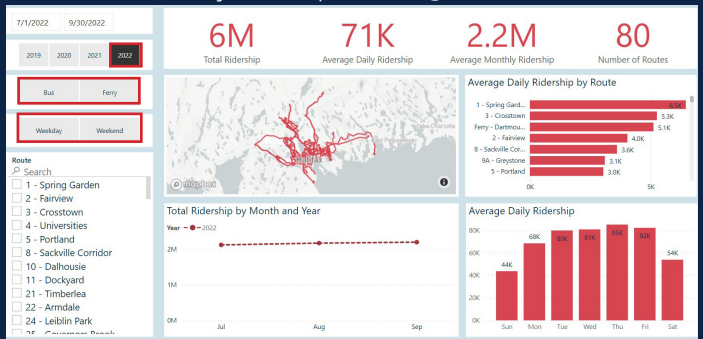 7/1/2022 9/30/2022
2019 2020 2021 2022
Bus Ferry
Weekday Weekend
Route
Search
1 - Spring Garden
2 - Fairview
3 - Crosstown
4 - Universities
5 - Portland
8 - Sackville Corridor
10 - Dalhousie
11 - Dockyard
21 - Timberlea
22 - Armdale
24 - Leiblin Park
6M
Total Ridership
71K
Average Daily Ridership
2.2M
Average Monthly Ridership
80
Number of Routes
Halifax
mapbox
Average Daily Ridership by Route
1 - Spring Gard... 6.5K
3 - Crosstown 5.3K
Ferry - Dartmou... 5.1K
2 - Fairview 4.0K
8 - Sackville Cor... 3.6K
9A - Greystone 3.1K
5 - Portland 3.0K
0K 5K
Total Ridership by Month and Year
Year 2022
2M
1M
0M
Jul Aug Sep
Average Daily Ridership
80K
60K
40K
20K
0K
44K 68K 80K 81K 85K 82K 54K
Sun Mon Tue Wed Thu Fri Sat